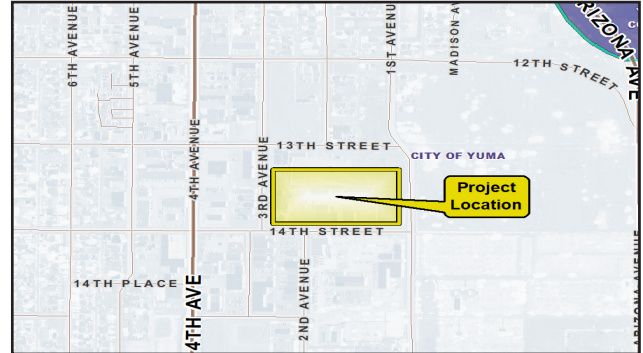 6TH AVENUE
5TH AVENUE
4TH AVENUE
3RD AVENUE
1ST AVENUE
MADISON AV
12TH STREET
ARIZONA AVE
13TH STREET
CITY OF YUMA
Project
Location
14TH STREET
14TH PLACE
4TH AVE
2ND AVENUE
ARIZONA AVENUE